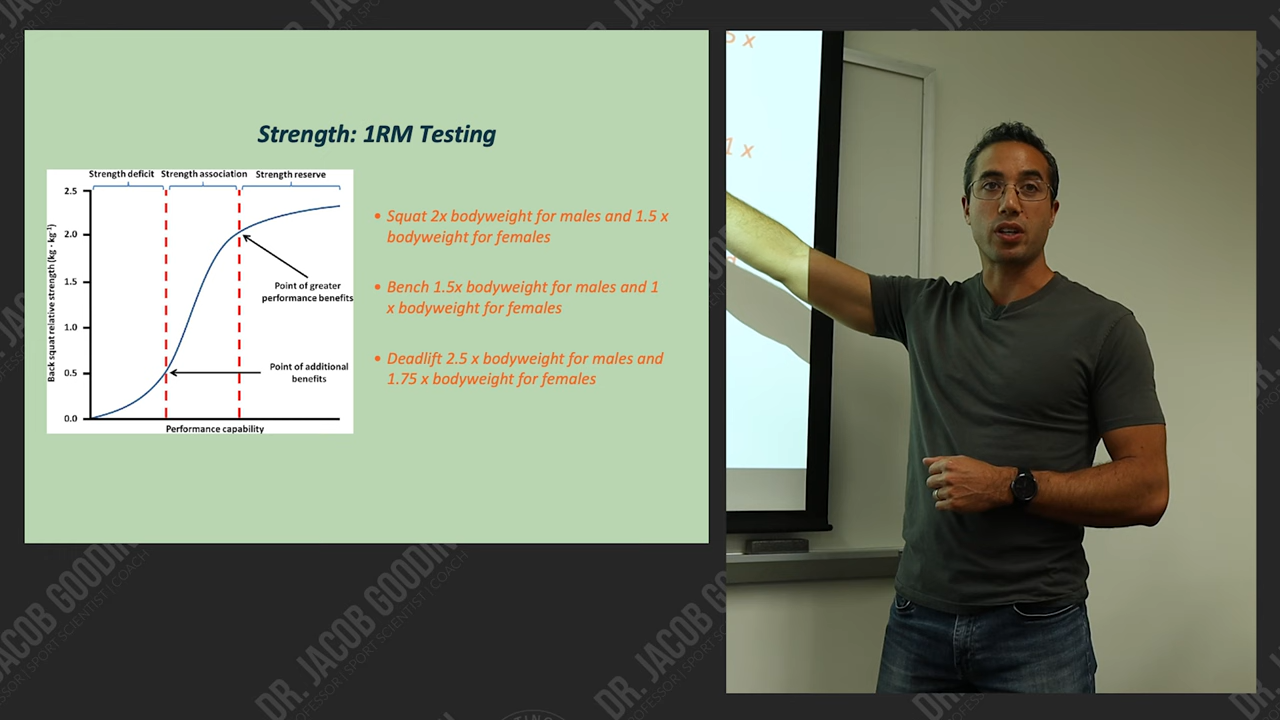 Strength: 1RM Testing
Strength deficit Strength association Strength reserve
2.5
2.0
1.5
1.0
0.5
0.0
Back squat relative strength (kg · kg⁻¹)
Point of greater
performance benefits
Point of additional
benefits
Performance capability
• Squat 2x bodyweight for males and 1.5 x
bodyweight for females
• Bench 1.5x bodyweight for males and 1
x bodyweight for females
• Deadlift 2.5 x bodyweight for males and
1.75 x bodyweight for females
5 x
1 x
DR. JACOB GOODIN
PROFESSOR | SPORT SCIENTIST | COACH